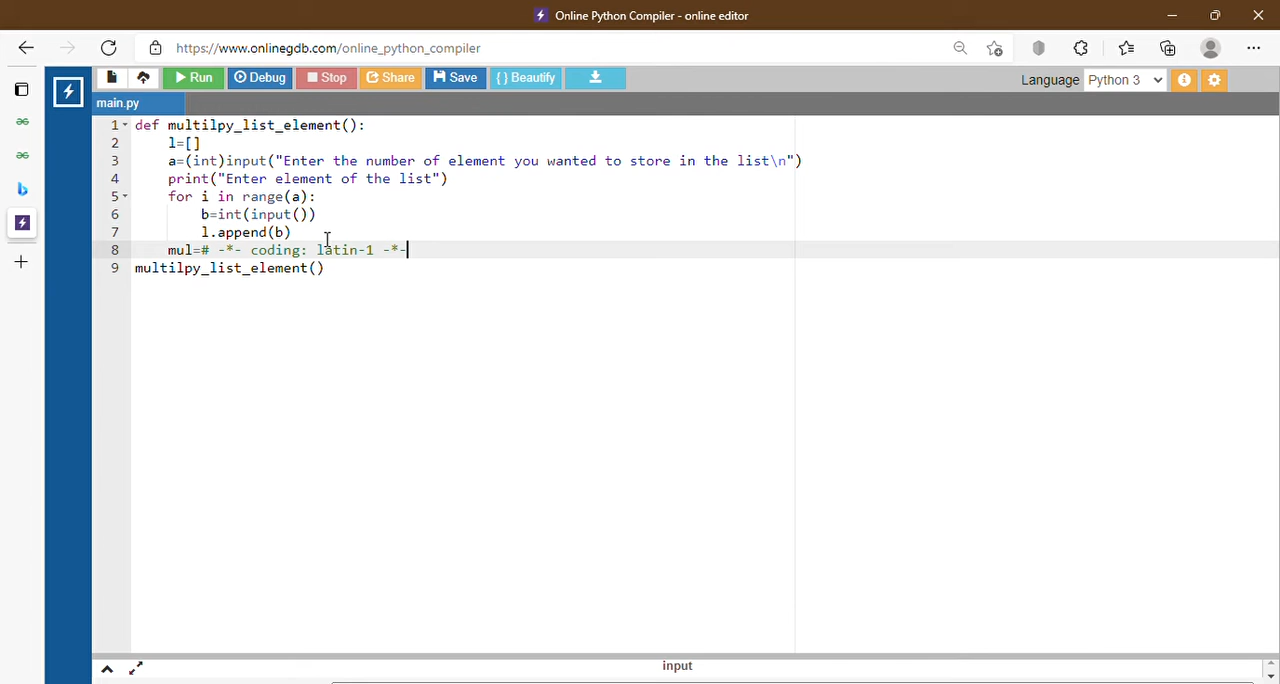 Online Python Compiler - online editor
https://www.onlinegdb.com/online_python_compiler
Run Debug Stop Share Save { } Beautify Language Python 3
main.py
1 def multilpy_list_element():
2 l=[]
3 a=(int)input("Enter the number of element you wanted to store in the list\n")
4 print("Enter element of the list")
5 for i in range(a):
6 b=int(input())
7 l.append(b)
8 mul=# -*- coding: latin-1 -*-
9 multilpy_list_element()
input